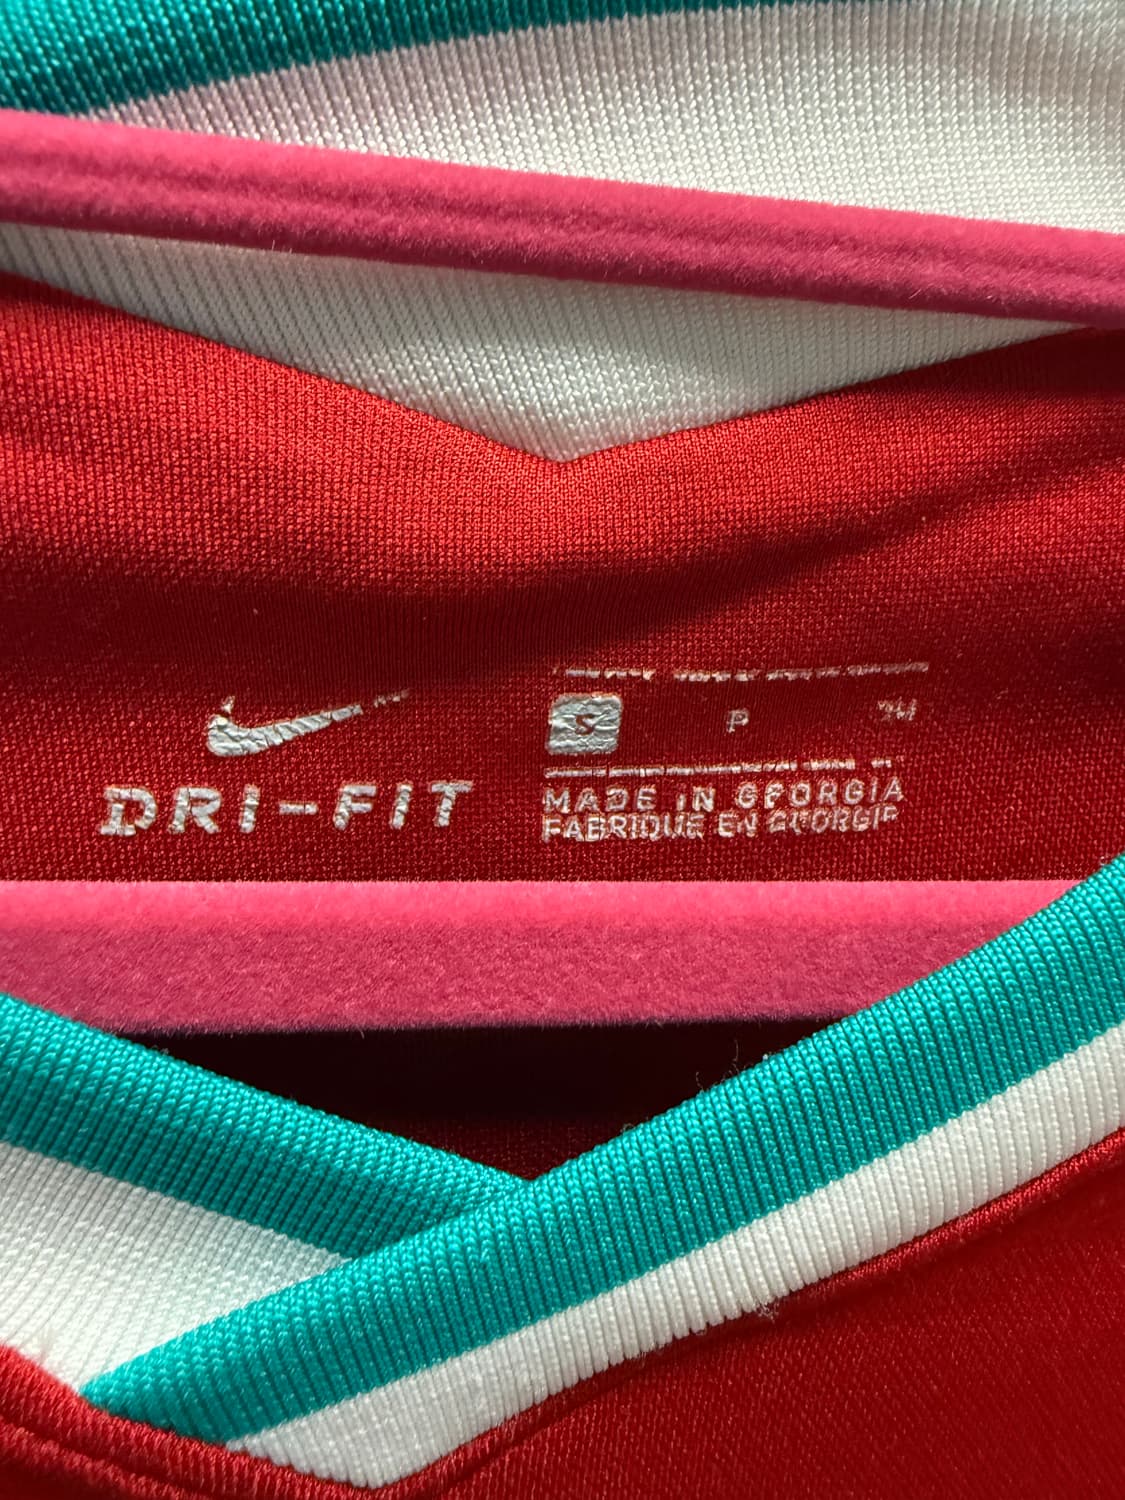 DRI-FIT
S P
MADE IN GEORGIA
FABRIQUE EN GEORGIE